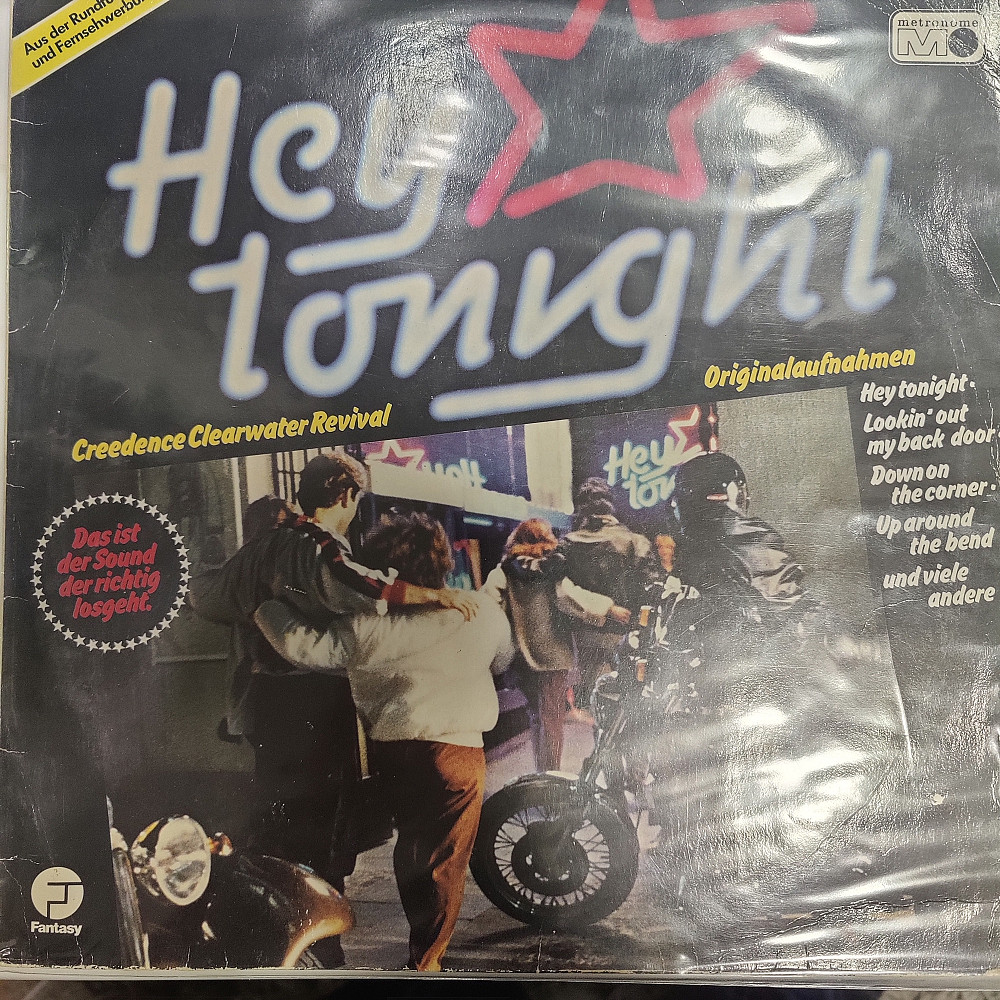 Aus der Rundfu
und Fernsehwerbu
metronome
Hey
tonight
Originalaufnahmen
Creedence Clearwater Revival
Hey tonight •
Lookin' out
my back door
Down on
the corner •
Up around
the bend
und viele
andere
Das ist
der Sound
der richtig
losgeht.
Hey
ton
Fantasy